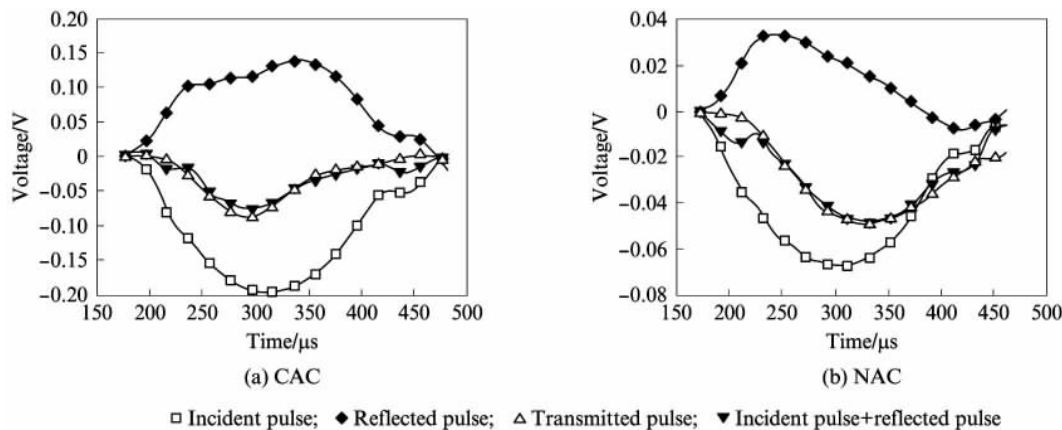 0.20
0.15
0.10
0.05
0
−0.05
−0.10
−0.15
−0.20
Voltage/V
150 200 250 300 350 400 450 500
Time/μs
(a) CAC
0.04
0.02
0
−0.02
−0.04
−0.06
−0.08
Voltage/V
150 200 250 300 350 400 450 500
Time/μs
(b) NAC
Incident pulse; Reflected pulse; Transmitted pulse; Incident pulse+reflected pulse